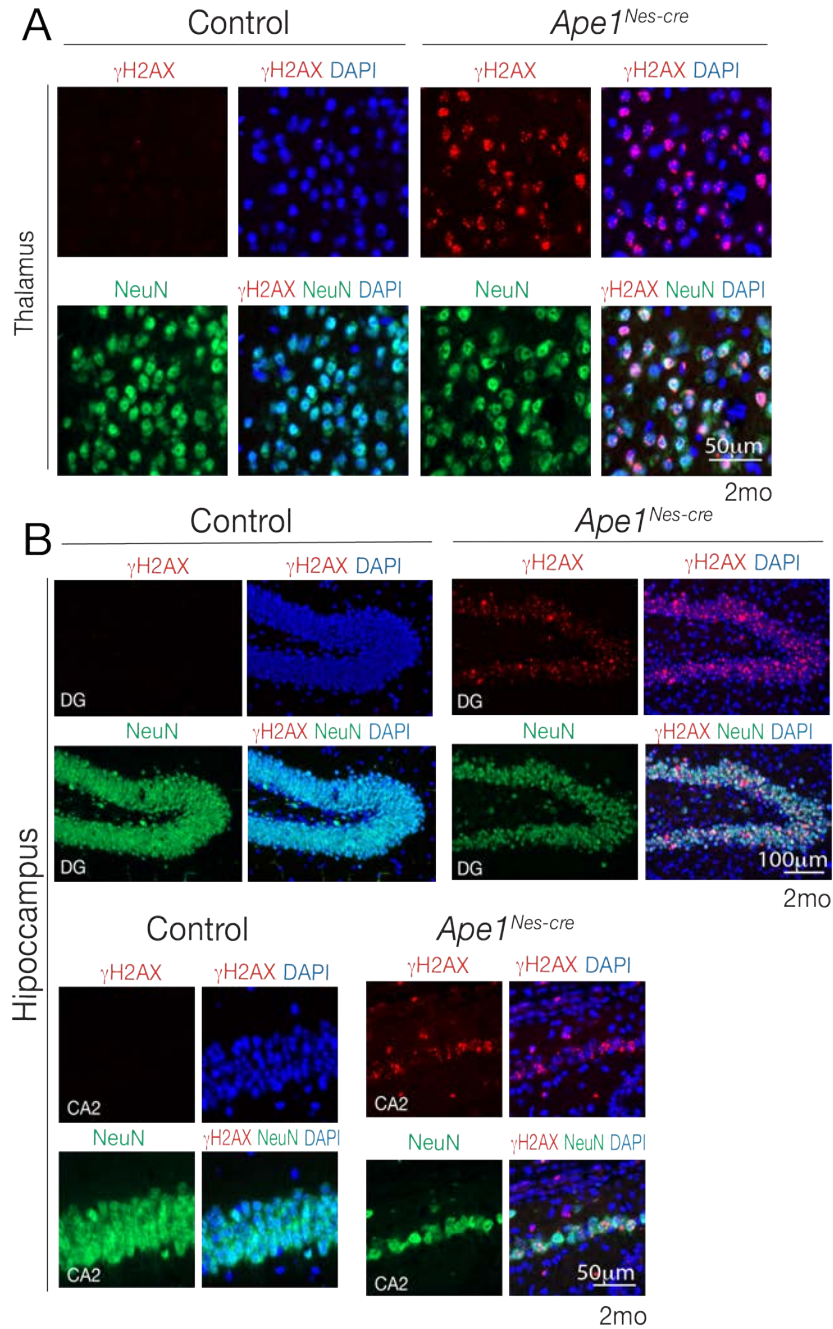 A
Control Ape1Nes-cre
γH2AX γH2AX DAPI γH2AX γH2AX DAPI
Thalamus
NeuN γH2AX NeuN DAPI NeuN γH2AX NeuN DAPI
50μm
2mo
B
Control Ape1Nes-cre
γH2AX γH2AX DAPI γH2AX γH2AX DAPI
DG DG
NeuN γH2AX NeuN DAPI NeuN γH2AX NeuN DAPI
DG DG 100μm
2mo
Hipoccampus
Control Ape1Nes-cre
γH2AX γH2AX DAPI γH2AX γH2AX DAPI
CA2 CA2
NeuN γH2AX NeuN DAPI NeuN γH2AX NeuN DAPI
CA2 CA2 50μm
2mo